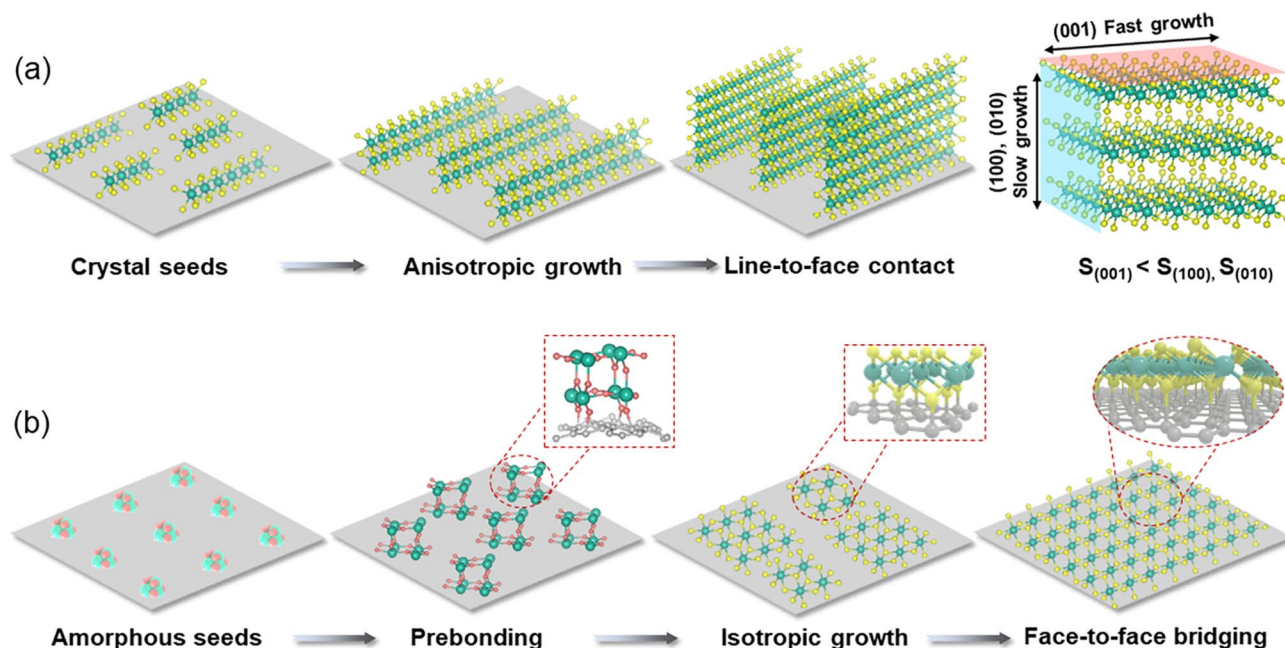 (a)
(001) Fast growth
(100), (010)
Slow growth
Crystal seeds
Anisotropic growth
Line-to-face contact
S(001) < S(100), S(010)
(b)
Amorphous seeds
Prebonding
Isotropic growth
Face-to-face bridging